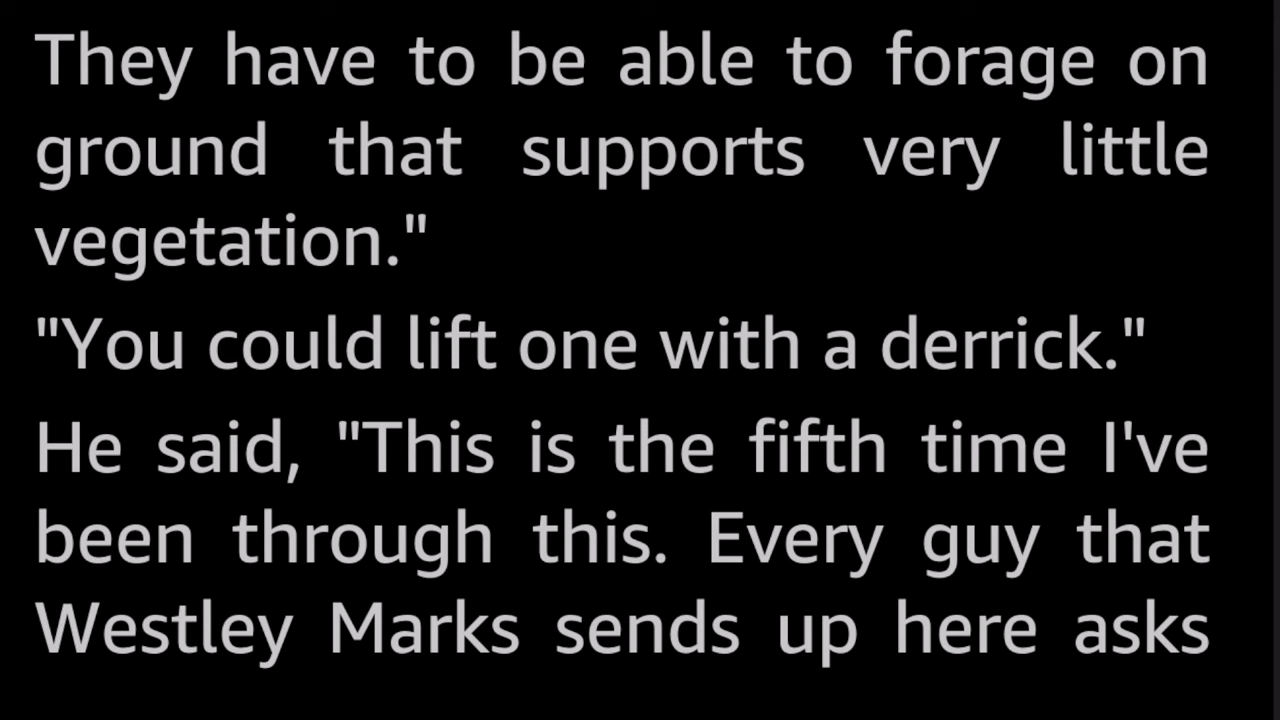 They have to be able to forage on
ground that supports very little
vegetation."
"You could lift one with a derrick."
He said, "This is the fifth time I've
been through this. Every guy that
Westley Marks sends up here asks